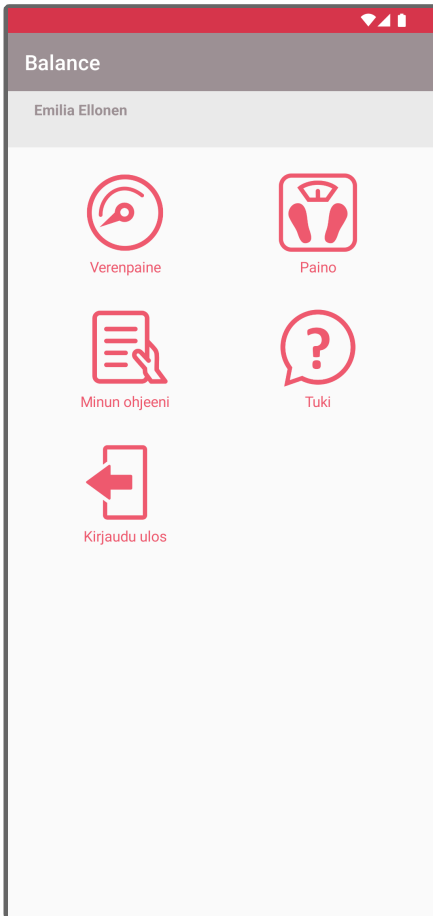 Balance
Emilia Ellonen
Verenpaine
Paino
Minun ohjeeni
Tuki
Kirjaudu ulos